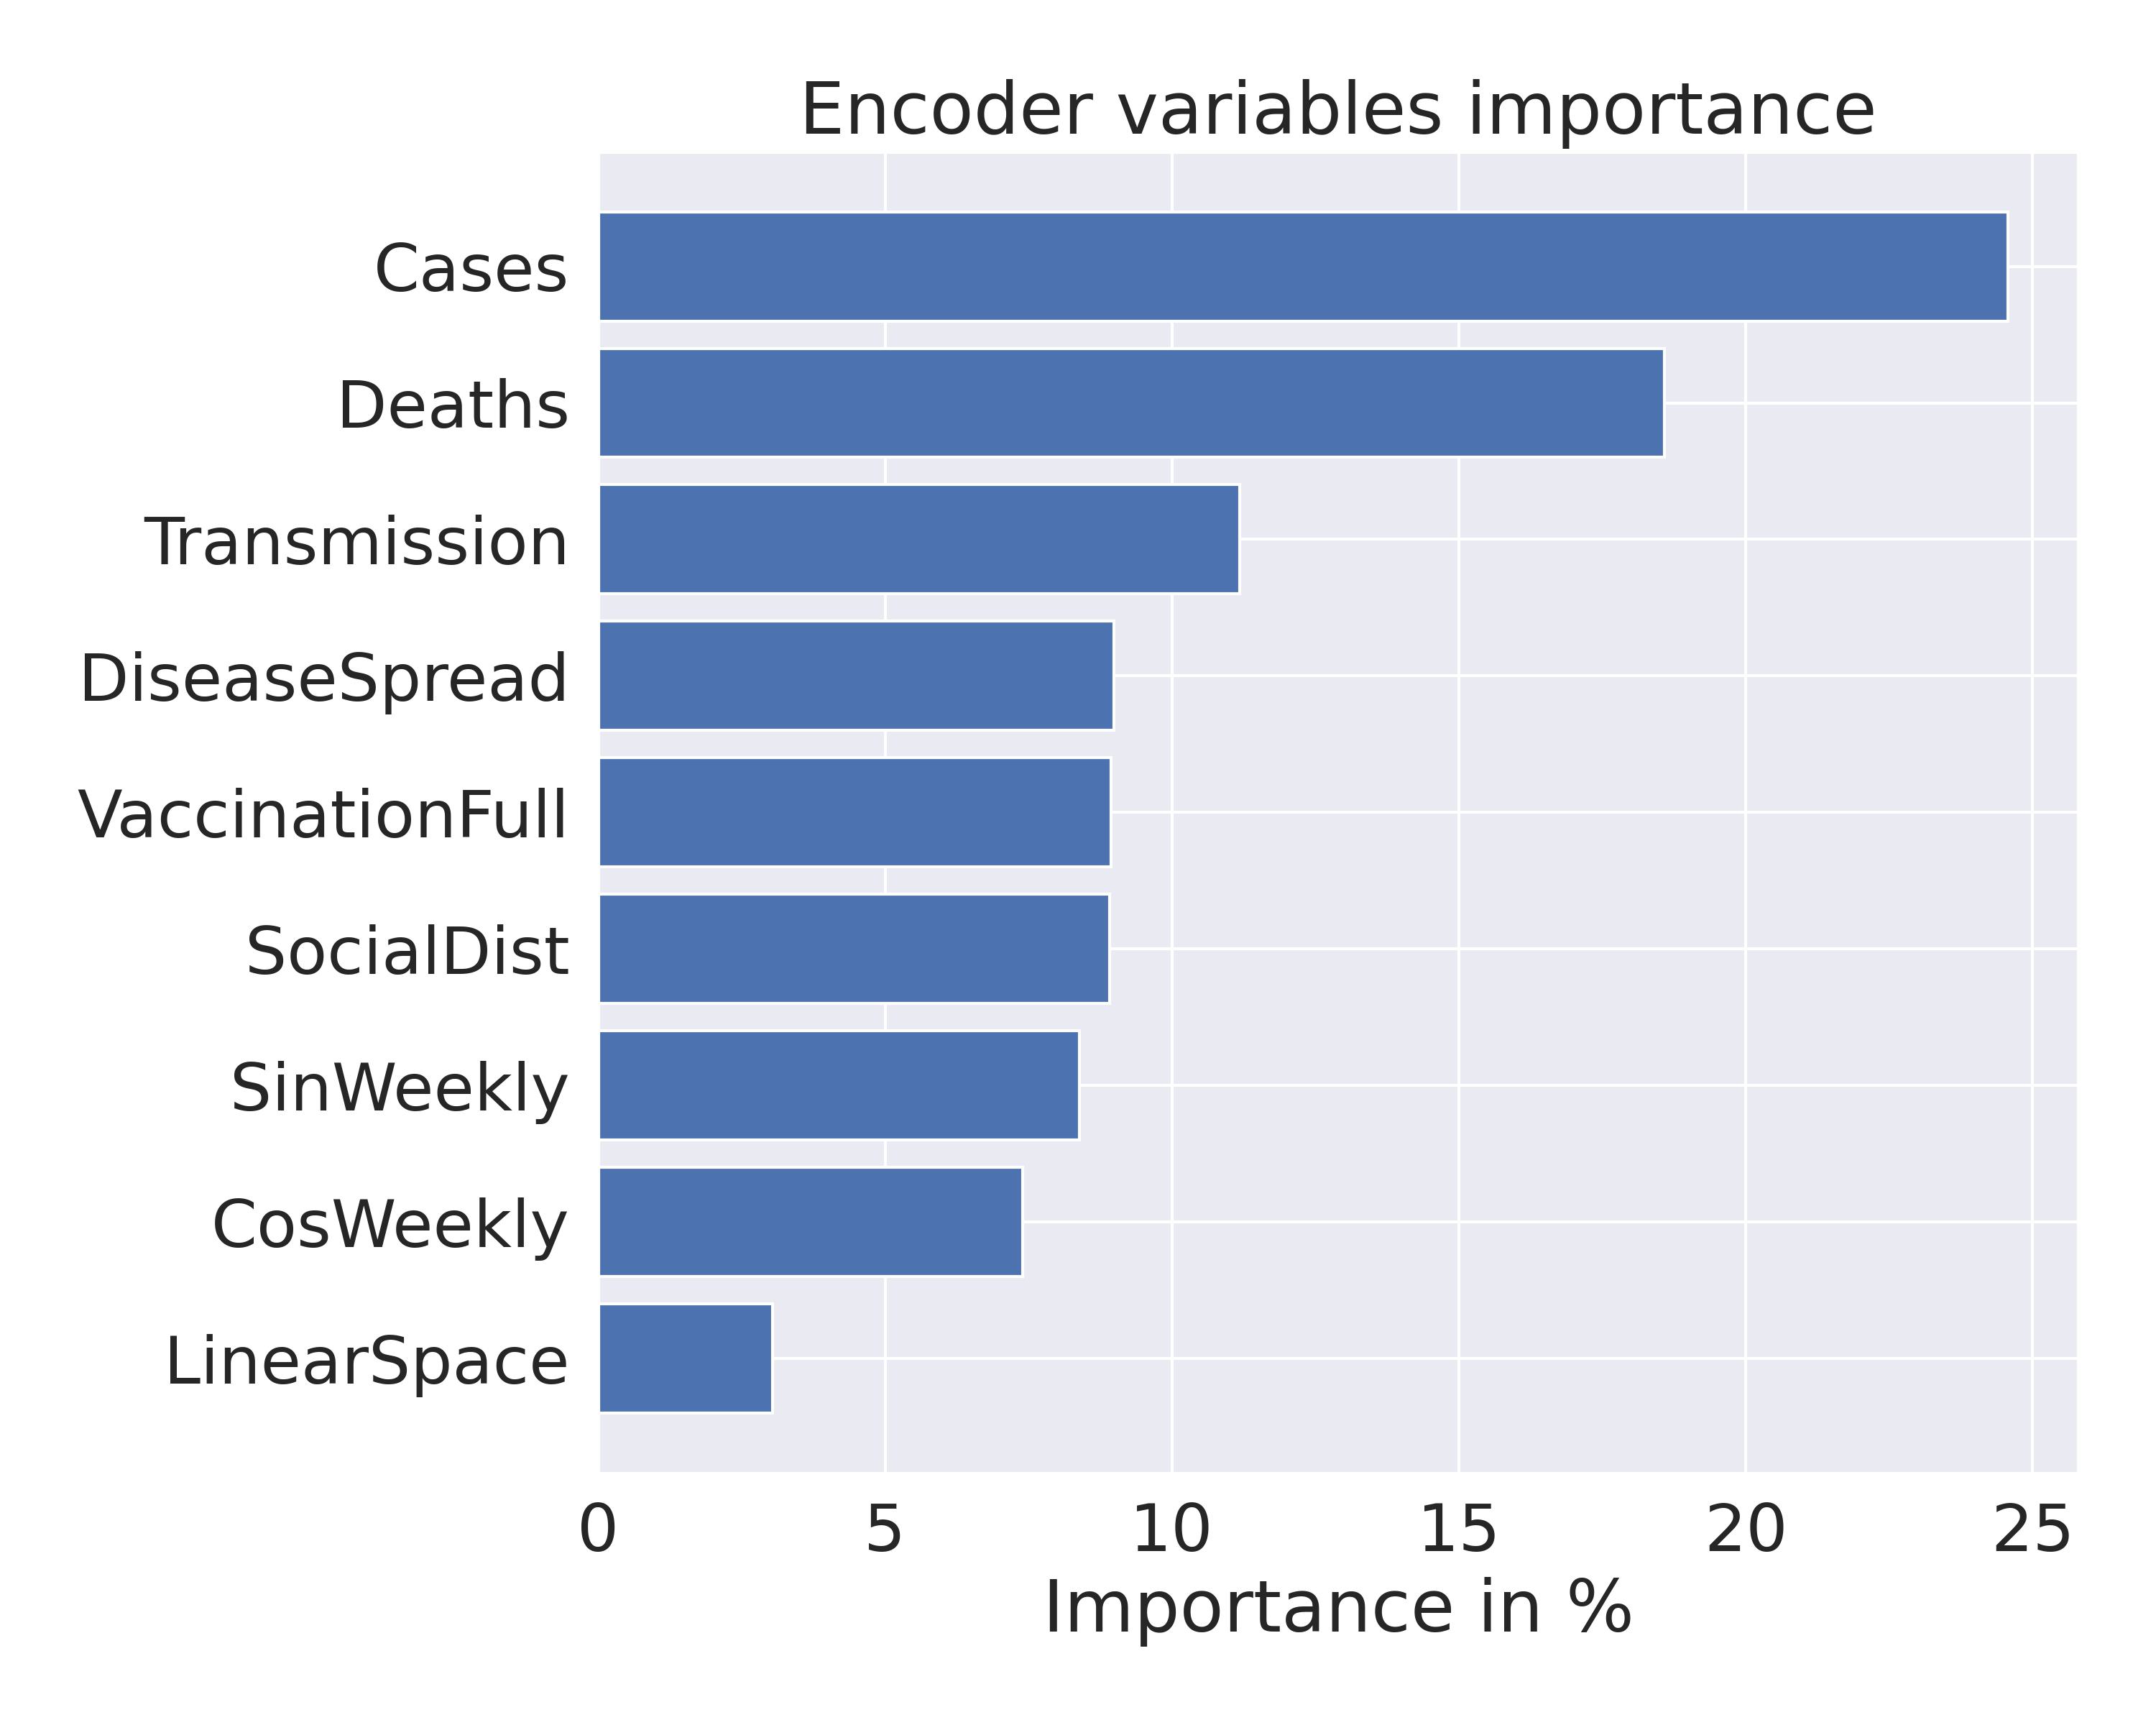 Encoder variables importance
Cases
Deaths
Transmission
DiseaseSpread
VaccinationFull
SocialDist
SinWeekly
CosWeekly
LinearSpace
0 5 10 15 20 25
Importance in %